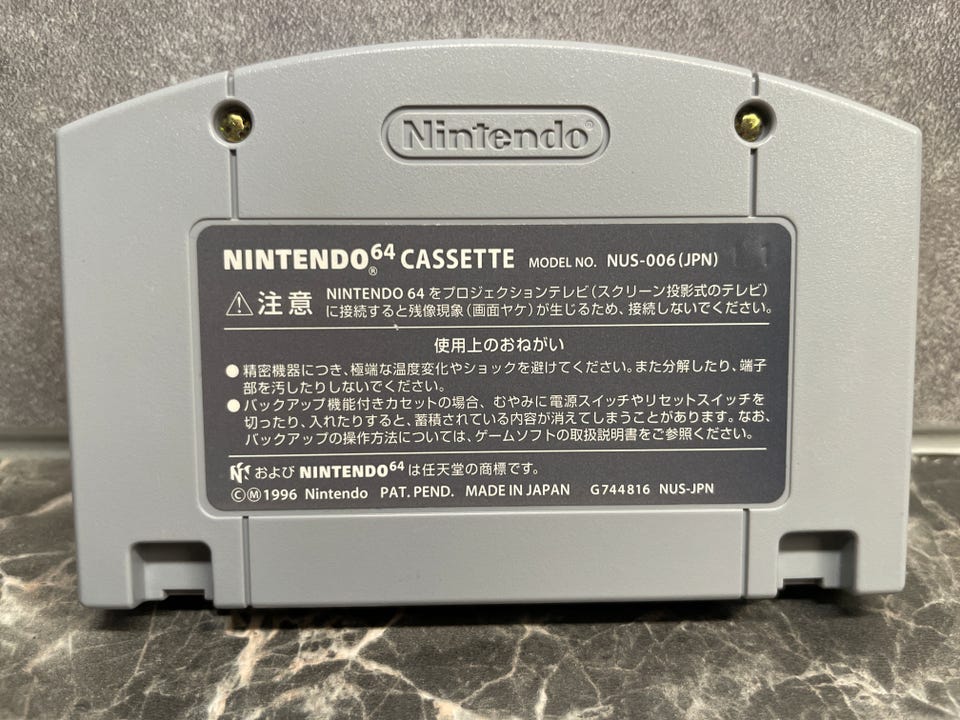 Nintendo®
NINTENDO64® CASSETTE MODEL NO. NUS-006(JPN)
注意 NINTENDO 64 をプロジェクションテレビ(スクリーン投影式のテレビ)
に接続すると残像現象(画面ヤケ)が生じるため、接続しないでください。
使用上のおねがい
●精密機器につき、極端な温度変化やショックを避けてください。また分解したり、端子
部を汚したりしないでください。
●バックアップ機能付きカセットの場合、むやみに電源スイッチやリセットスイッチを
切ったり、入れたりすると、蓄積されている内容が消えてしまうことがあります。なお、
バックアップの操作方法については、ゲームソフトの取扱説明書をご参照ください。
および NINTENDO64 は任天堂の商標です。
ⒸⓂ1996 Nintendo PAT. PEND. MADE IN JAPAN G744816 NUS-JPN